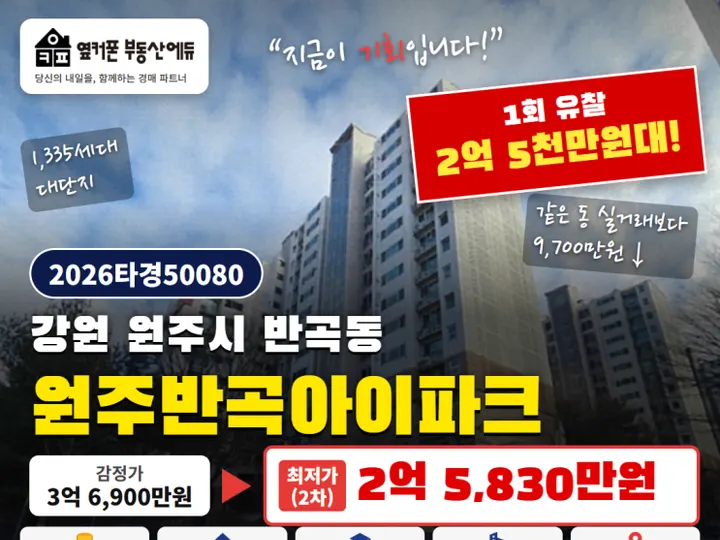 옆커폰 부동산에듀
당신의 내일을, 함께하는 경매 파트너
“지금이 기회입니다!”
1회 유찰
2억 5천만원대!
1,335세대
대단지
같은 동 실거래보다
9,700만원↓
2026타경50080
강원 원주시 반곡동
원주반곡아이파크
감정가
3억 6,900만원
최저가
(2차)
2억 5,830만원